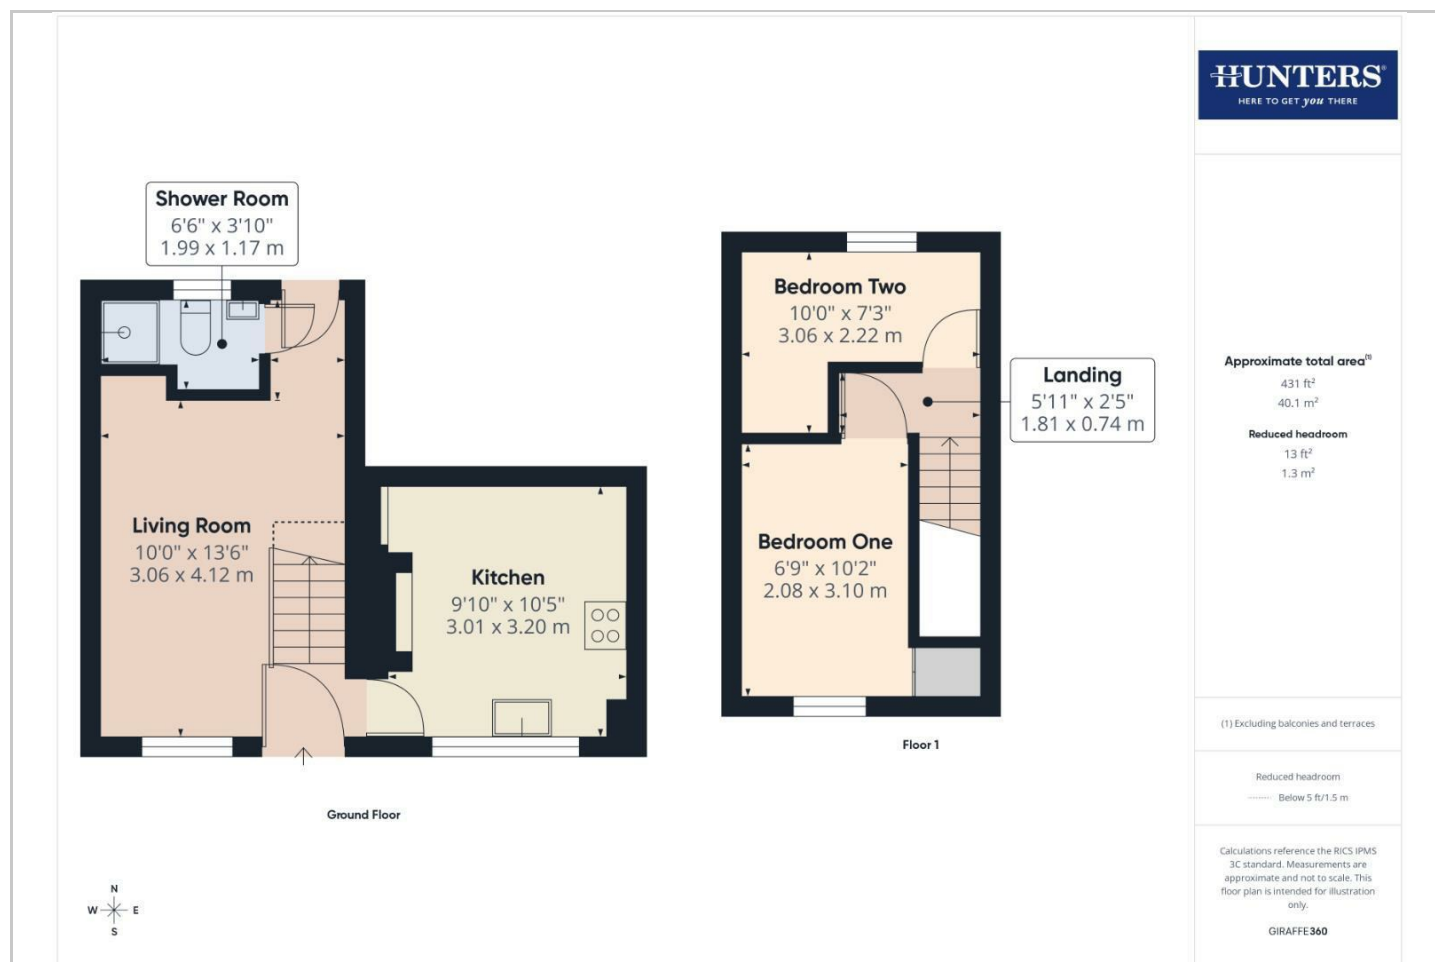 Shower Room
6'6" x 3'10"
1.99 x 1.17 m
Living Room
10'0" x 13'6"
3.06 x 4.12 m
Kitchen
9'10" x 10'5"
3.01 x 3.20 m
Ground Floor
Bedroom Two
10'0" x 7'3"
3.06 x 2.22 m
Landing
5'11" x 2'5"
1.81 x 0.74 m
Bedroom One
6'9" x 10'2"
2.08 x 3.10 m
Floor 1
N
W E
S
HUNTERS®
HERE TO GET you THERE
Approximate total area(1)
431 ft²
40.1 m²
Reduced headroom
13 ft²
1.3 m²
(1) Excluding balconies and terraces
Reduced headroom
Below 5 ft/1.5 m
Calculations reference the RICS IPMS
3C standard. Measurements are
approximate and not to scale. This
floor plan is intended for illustration
only.
GIRAFFE360